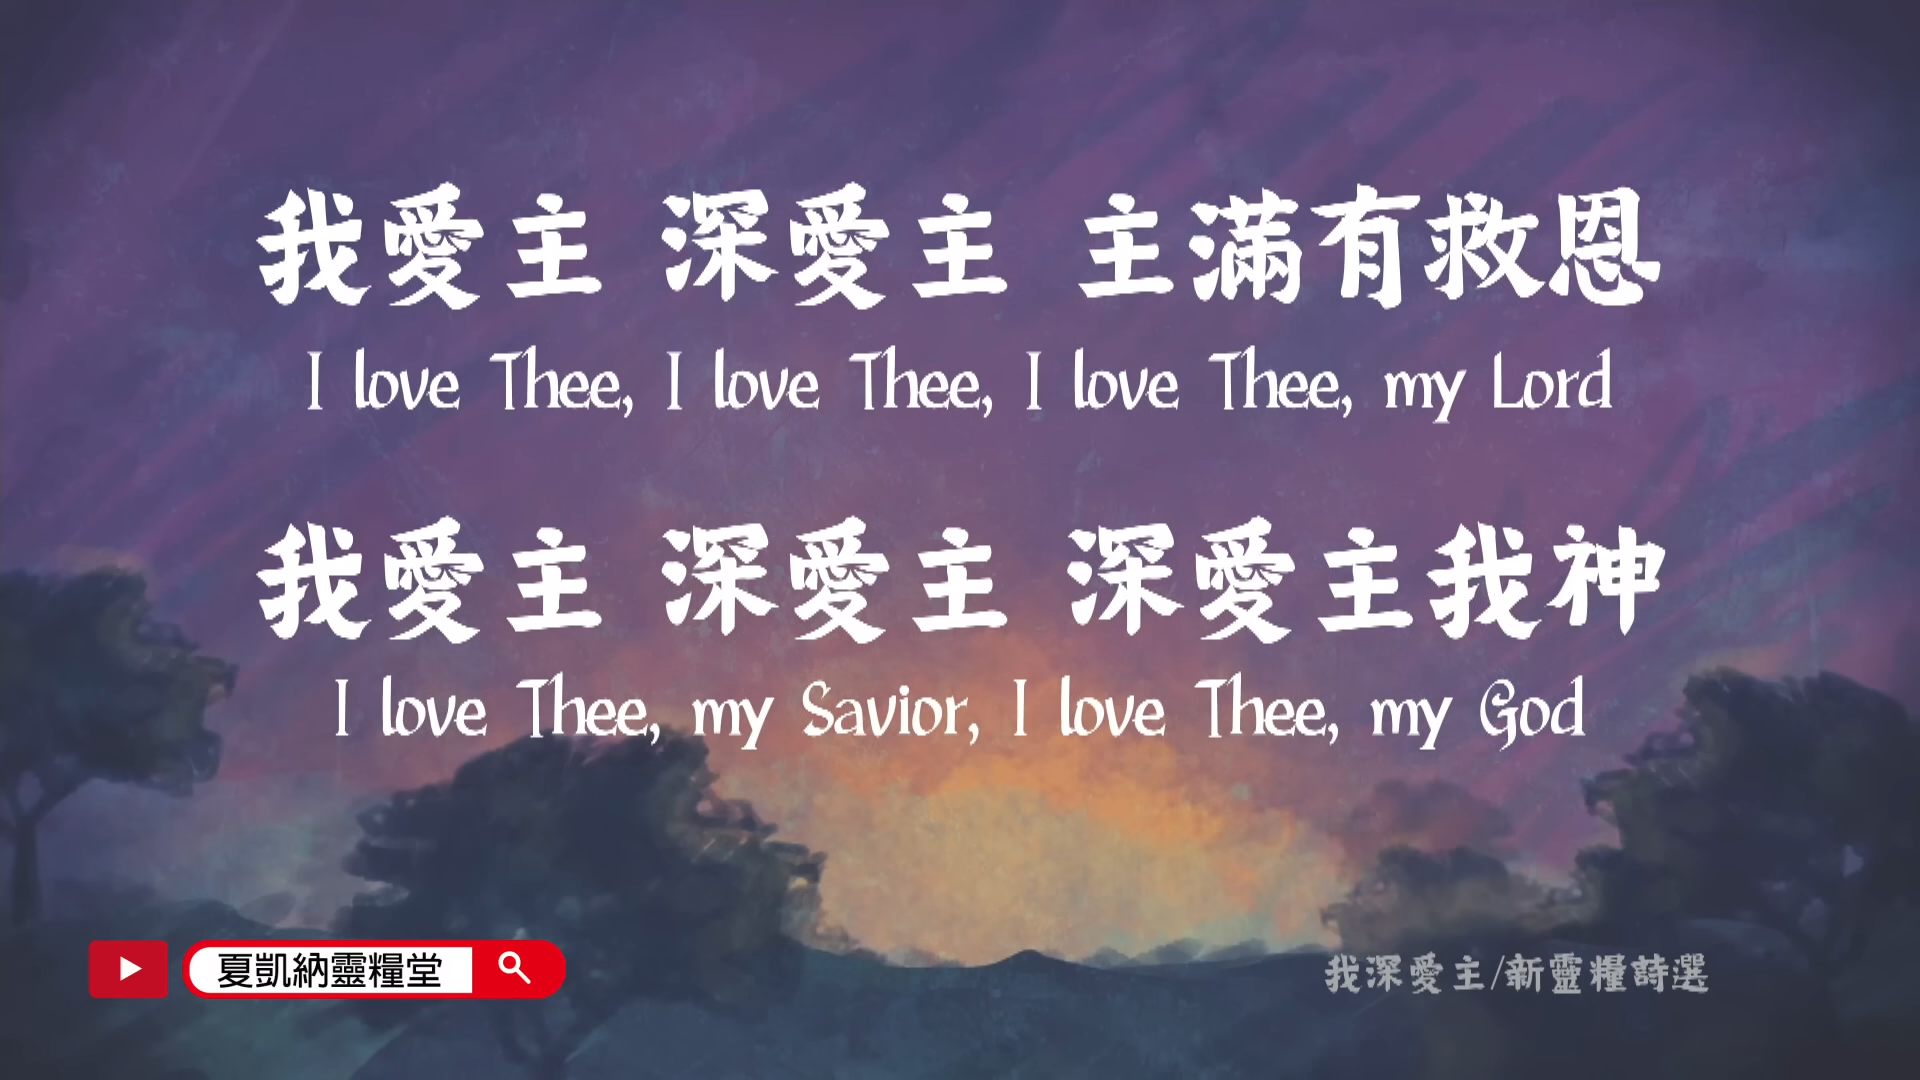 我愛主 深愛主 主滿有救恩
I love Thee, I love Thee, I love Thee, my Lord
我愛主 深愛主 深愛主我神
I love Thee, my Savior, I love Thee, my God
夏凱納靈糧堂
我深愛主/新靈糧詩選